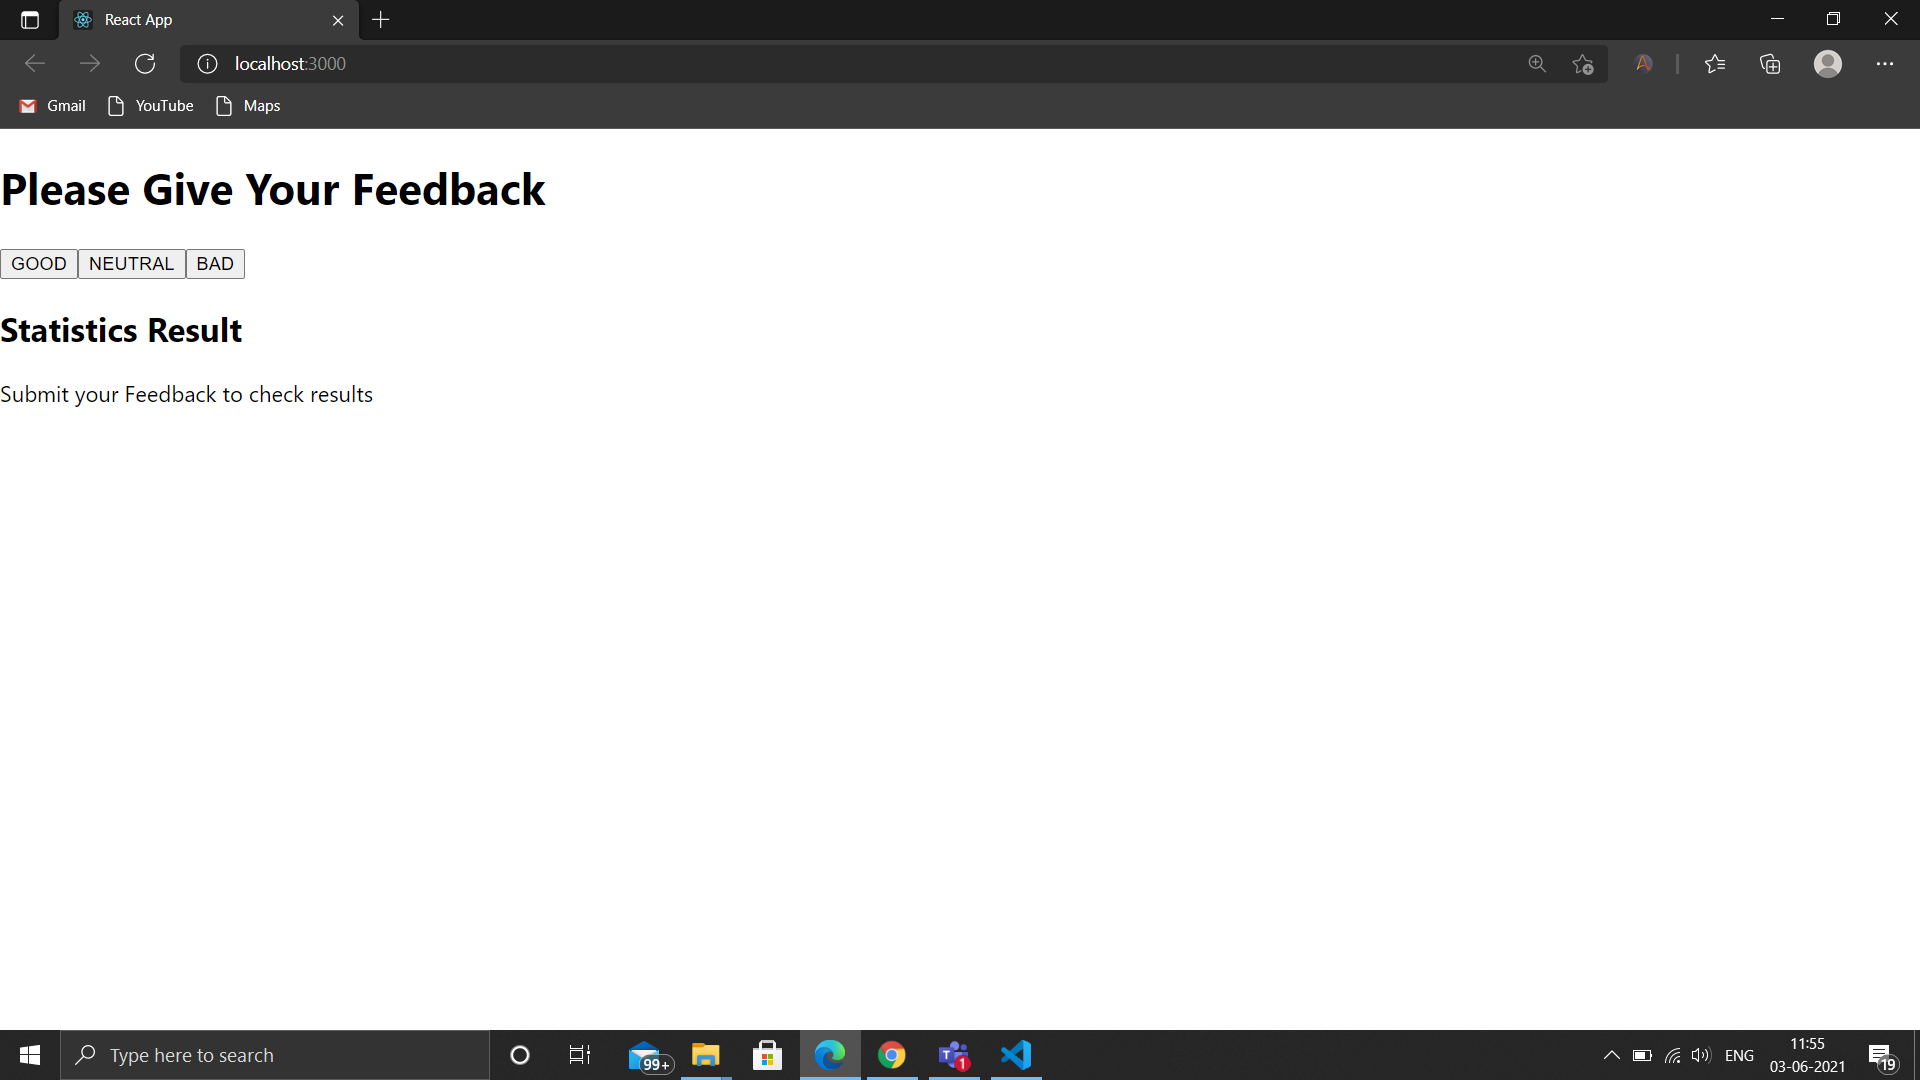 React App
localhost:3000
Gmail YouTube Maps
Please Give Your Feedback
GOOD NEUTRAL BAD
Statistics Result
Submit your Feedback to check results
Type here to search
99+
T 1
ENG
11:55
03-06-2021
19